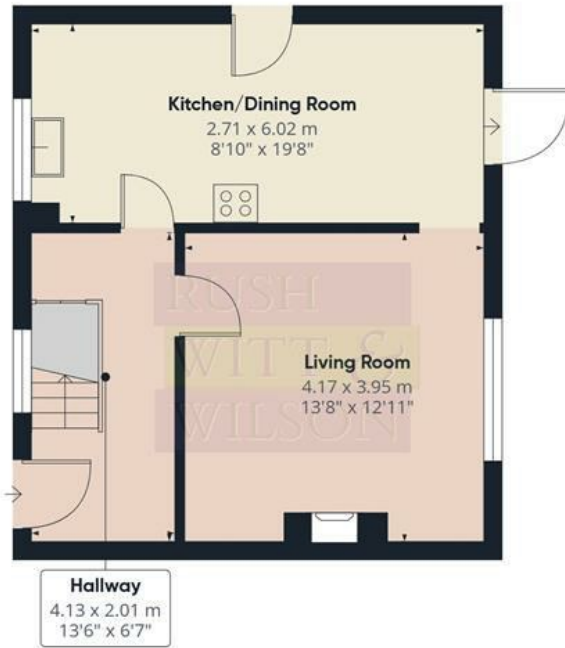 Kitchen/Dining Room
2.71 x 6.02 m
8'10" x 19'8"
RUSH
WITT &
WILSON
Living Room
4.17 x 3.95 m
13'8" x 12'11"
Hallway
4.13 x 2.01 m
13'6" x 6'7"